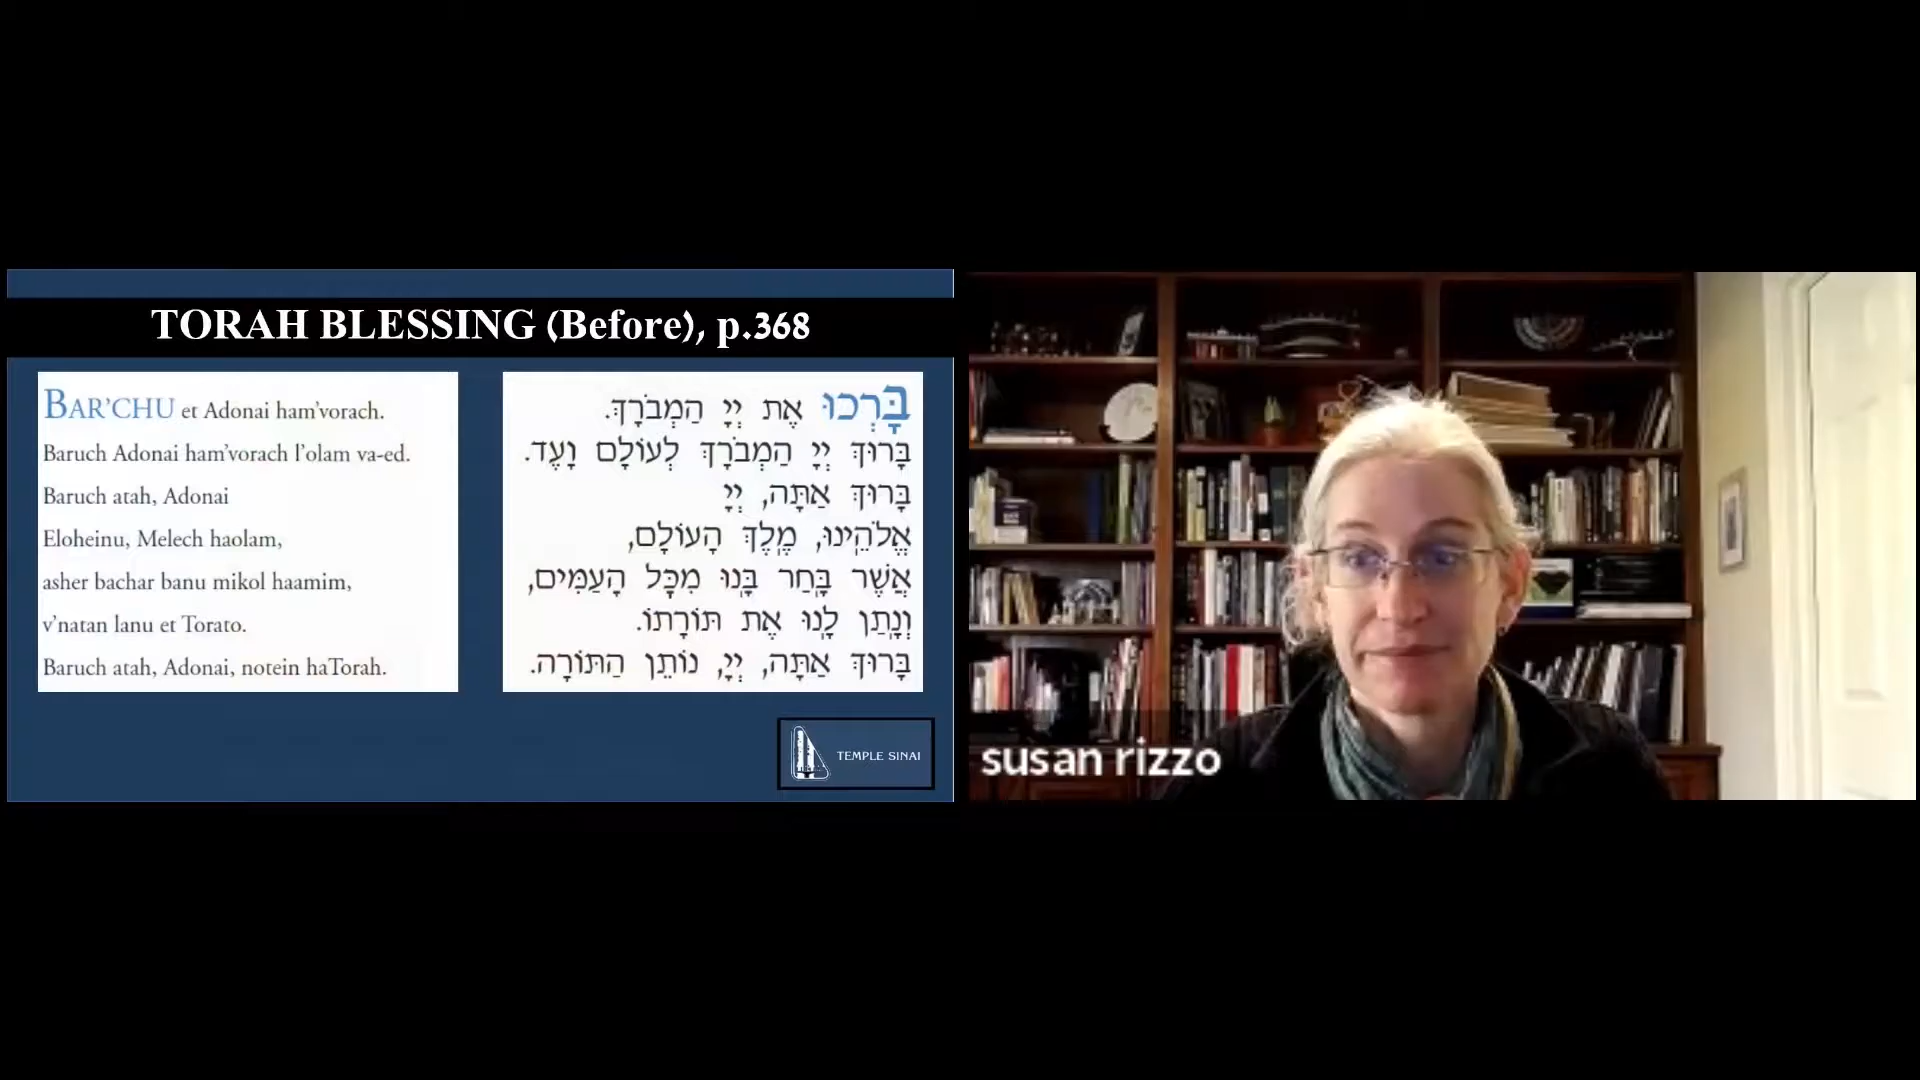 TORAH BLESSING (Before), p.368
BAR'CHU et Adonai ham'vorach.
Baruch Adonai ham'vorach l'olam va-ed.
Baruch atah, Adonai
Eloheinu, Melech haolam,
asher bachar banu mikol haamim,
v'natan lanu et Torato.
Baruch atah, Adonai, notein haTorah.
בָּרְכוּ אֶת יְיָ הַמְבֹרָךְ.
בָּרוּךְ יְיָ הַמְבֹרָךְ לְעוֹלָם וָעֶד.
בָּרוּךְ אַתָּה, יְיָ
אֱלֹהֵֽינוּ, מֶֽלֶךְ הָעוֹלָם,
אֲשֶׁר בָּֽחַר בָּֽנוּ מִכׇּל הָעַמִּים,
וְנָֽתַן לָֽנוּ אֶת תּוֹרָתוֹ.
בָּרוּךְ אַתָּה, יְיָ, נוֹתֵן הַתּוֹרָה.
TEMPLE SINAI
susan rizzo